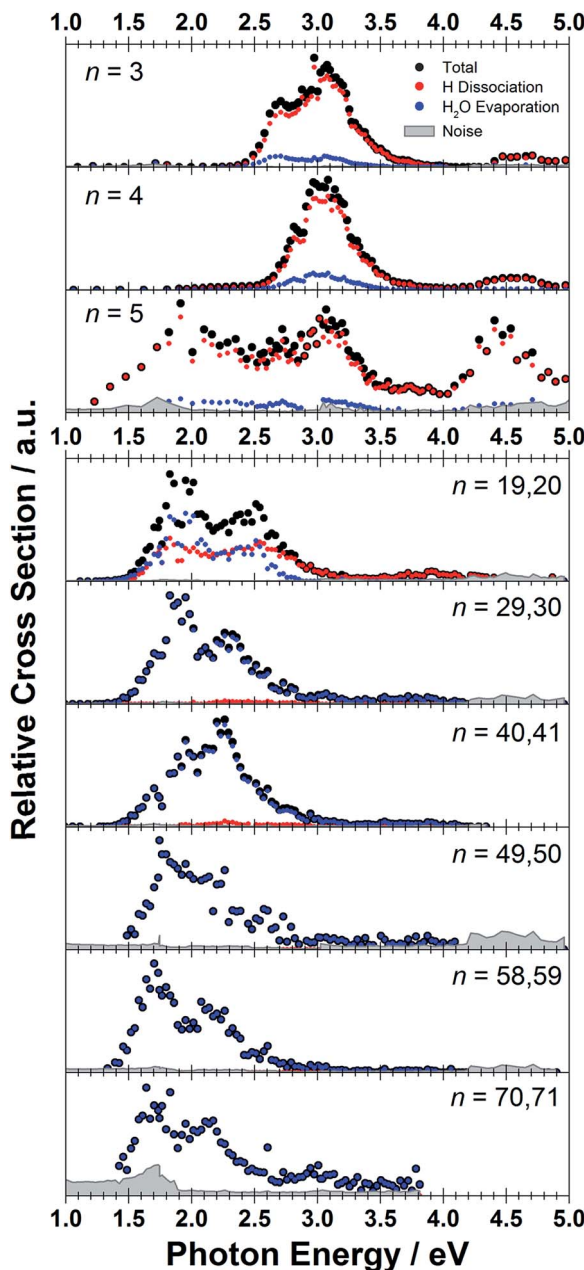 1.0 1.5 2.0 2.5 3.0 3.5 4.0 4.5 5.0
n = 3
Total
H Dissociation
H₂O Evaporation
Noise
n = 4
n = 5
1.0 1.5 2.0 2.5 3.0 3.5 4.0 4.5 5.0
Relative Cross Section / a.u.
n = 19,20
n = 29,30
n = 40,41
n = 49,50
n = 58,59
n = 70,71
1.0 1.5 2.0 2.5 3.0 3.5 4.0 4.5 5.0
Photon Energy / eV